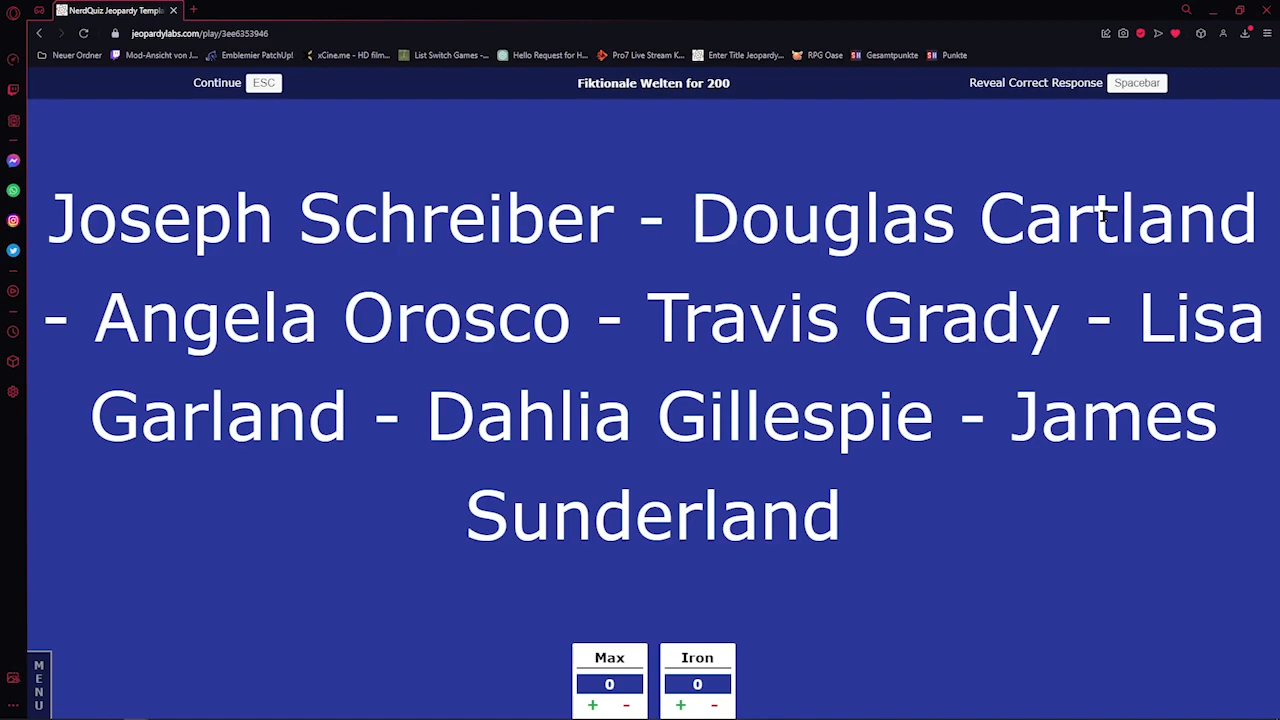 NerdQuiz Jeopardy Templa
jeopardylabs.com/play/3ee6353946
Neuer Ordner
Mod-Ansicht von J...
Emblemier PatchUp!
xCine.me - HD film...
List Switch Games -...
Hello Request for H...
Pro7 Live Stream K...
Enter Title Jeopardy...
RPG Oase
Gesamtpunkte
Punkte
Continue ESC
Fiktionale Welten for 200
Reveal Correct Response Spacebar
Joseph Schreiber - Douglas Cartland
- Angela Orosco - Travis Grady - Lisa
Garland - Dahlia Gillespie - James
Sunderland
MENU
Max
0
+ -
Iron
0
+ -